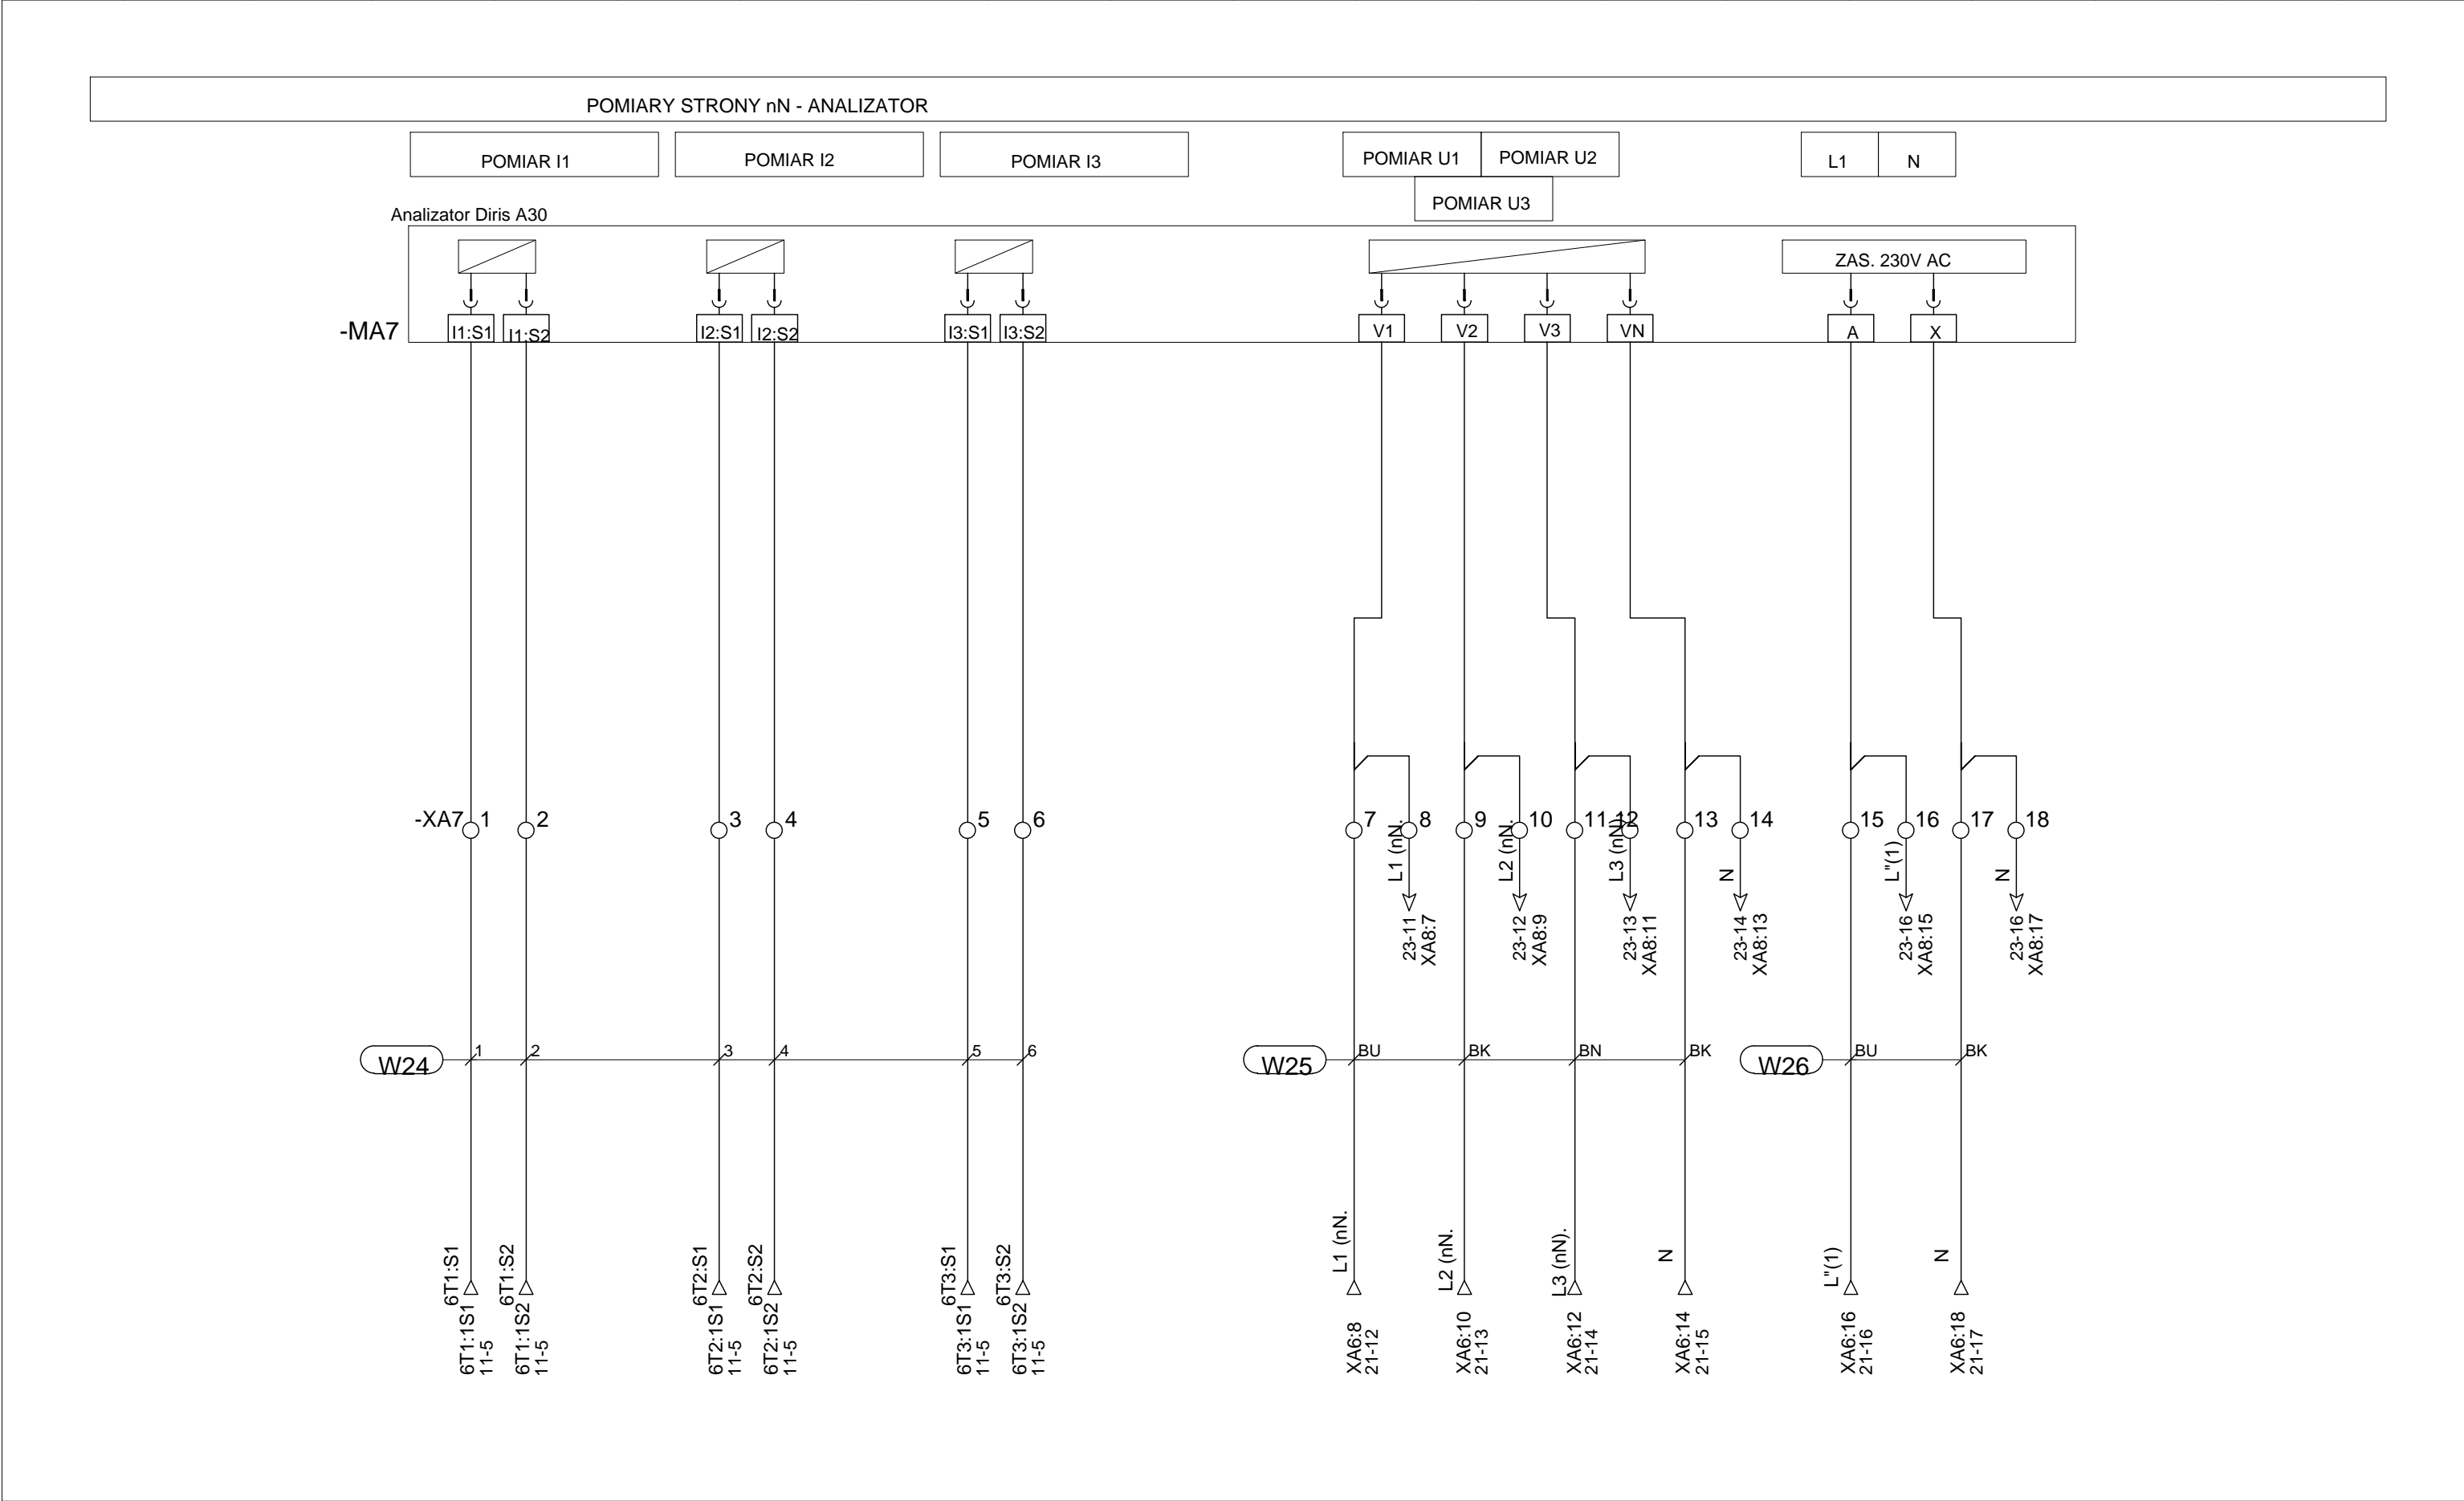 POMIARY STRONY nN - ANALIZATOR
POMIAR I1
POMIAR I2
POMIAR I3
POMIAR U1
POMIAR U2
L1
N
POMIAR U3
Analizator Diris A30
ZAS. 230V AC
-MA7
I1:S1
I1:S2
I2:S1
I2:S2
I3:S1
I3:S2
V1
V2
V3
VN
A
X
-XA7
1
2
3
4
5
6
7
8
9
10
11
12
13
14
15
16
17
18
L1 (nN.
L2 (nN.
L3 (nN)
N
L"(1)
N
23-11
XA8:7
23-12
XA8:9
23-13
XA8:11
23-14
XA8:13
23-16
XA8:15
23-16
XA8:17
W24
1
2
3
4
5
6
W25
BU
BK
BN
BK
W26
BU
BK
6T1:S1
6T1:S2
6T2:S1
6T2:S2
6T3:S1
6T3:S2
L1 (nN.
L2 (nN.
L3 (nN).
N
L"(1)
N
6T1:1S1
11-5
6T1:1S2
11-5
6T2:1S1
11-5
6T2:1S2
11-5
6T3:1S1
11-5
6T3:1S2
11-5
XA6:8
21-12
XA6:10
21-13
XA6:12
21-14
XA6:14
21-15
XA6:16
21-16
XA6:18
21-17